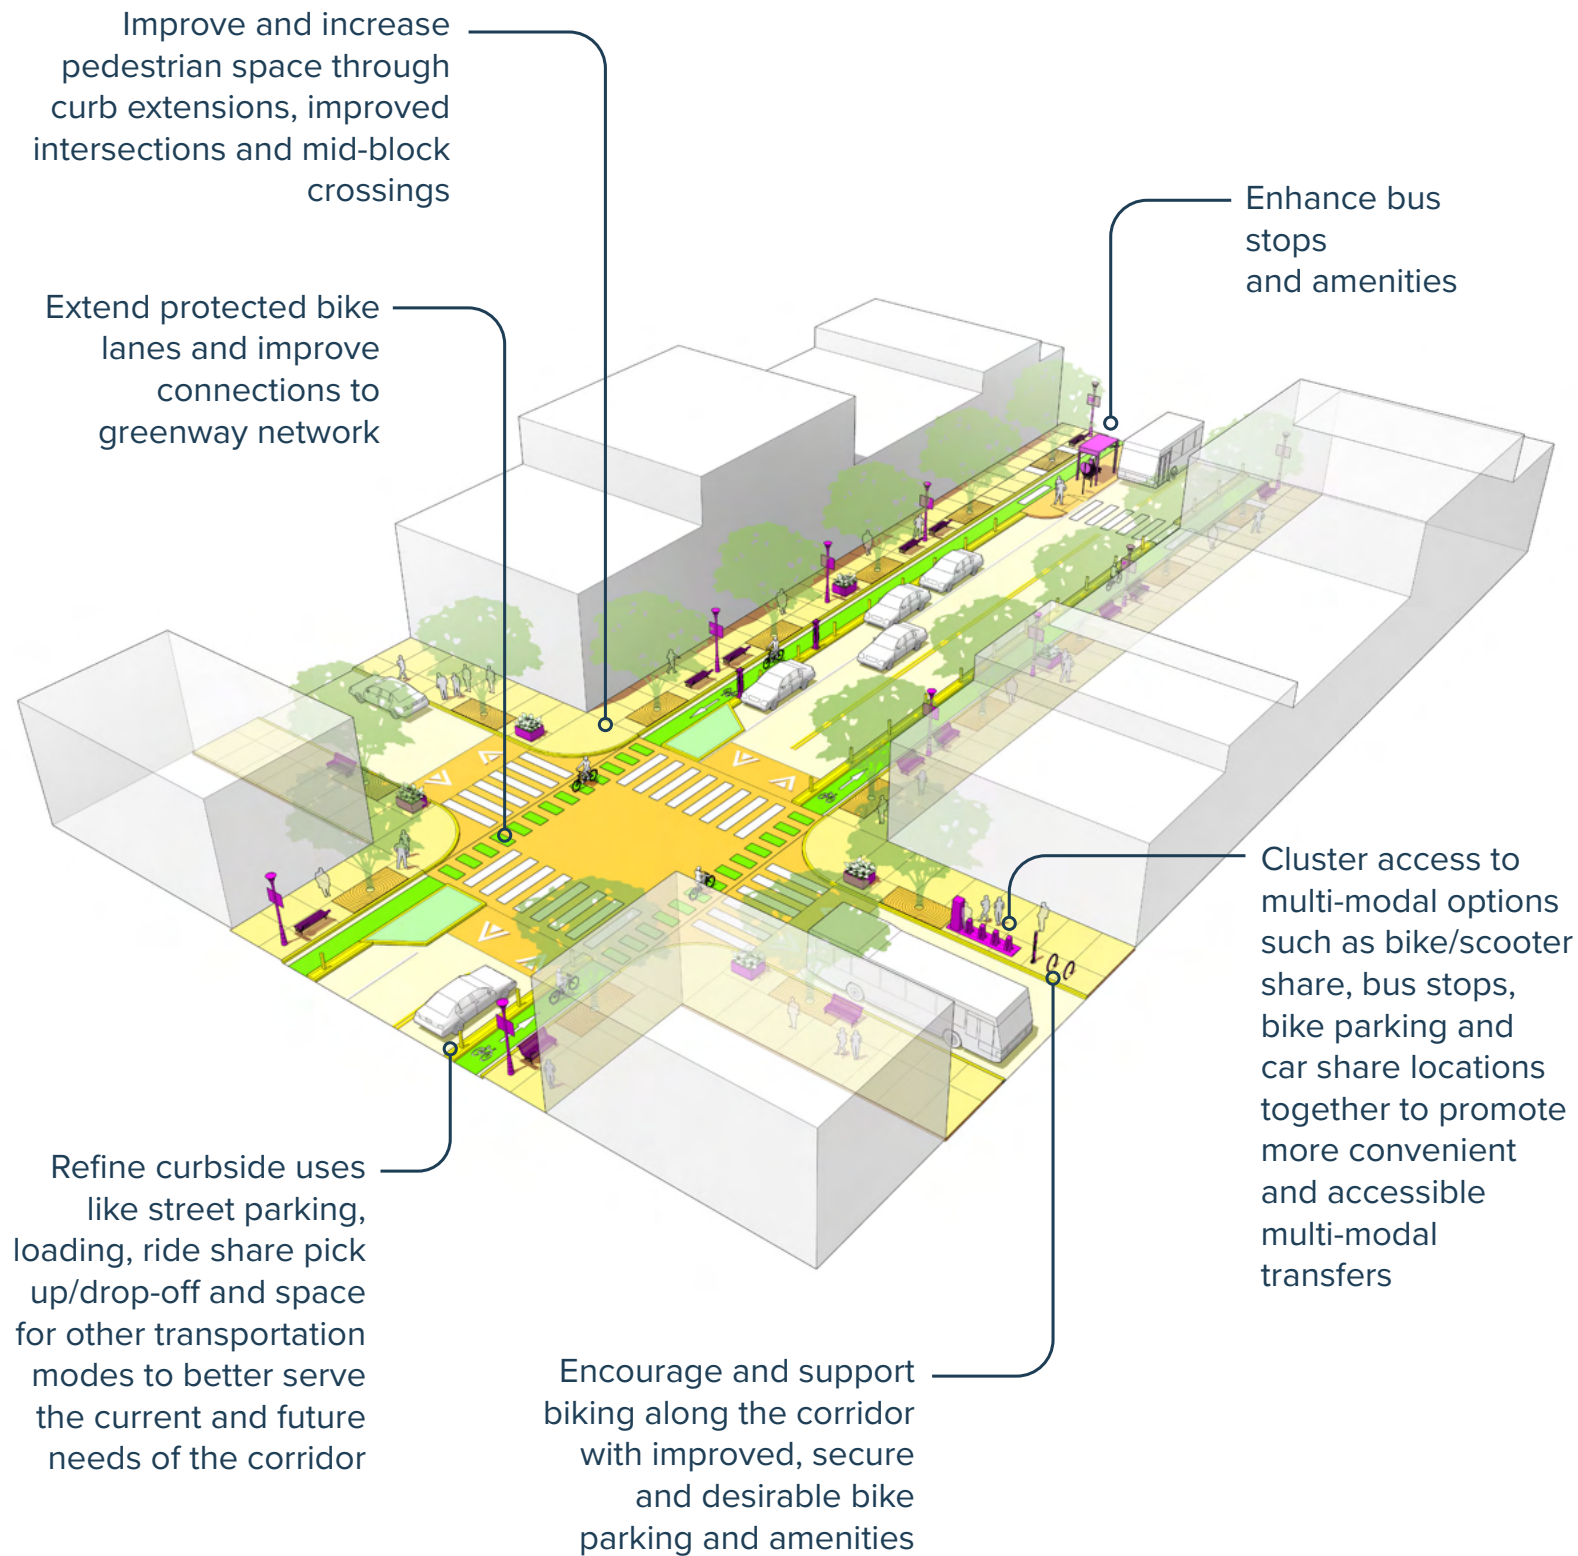 Improve and increase
pedestrian space through
curb extensions, improved
intersections and mid-block
crossings
Enhance bus
stops
and amenities
Extend protected bike
lanes and improve
connections to
greenway network
Cluster access to
multi-modal options
such as bike/scooter
share, bus stops,
bike parking and
car share locations
together to promote
more convenient
and accessible
multi-modal
transfers
Refine curbside uses
like street parking,
loading, ride share pick
up/drop-off and space
for other transportation
modes to better serve
the current and future
needs of the corridor
Encourage and support
biking along the corridor
with improved, secure
and desirable bike
parking and amenities